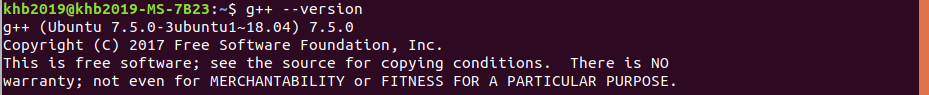 khb2019@khb2019-MS-7B23:~$ g++ --version
g++ (Ubuntu 7.5.0-3ubuntu1~18.04) 7.5.0
Copyright (C) 2017 Free Software Foundation, Inc.
This is free software; see the source for copying conditions.  There is NO
warranty; not even for MERCHANTABILITY or FITNESS FOR A PARTICULAR PURPOSE.